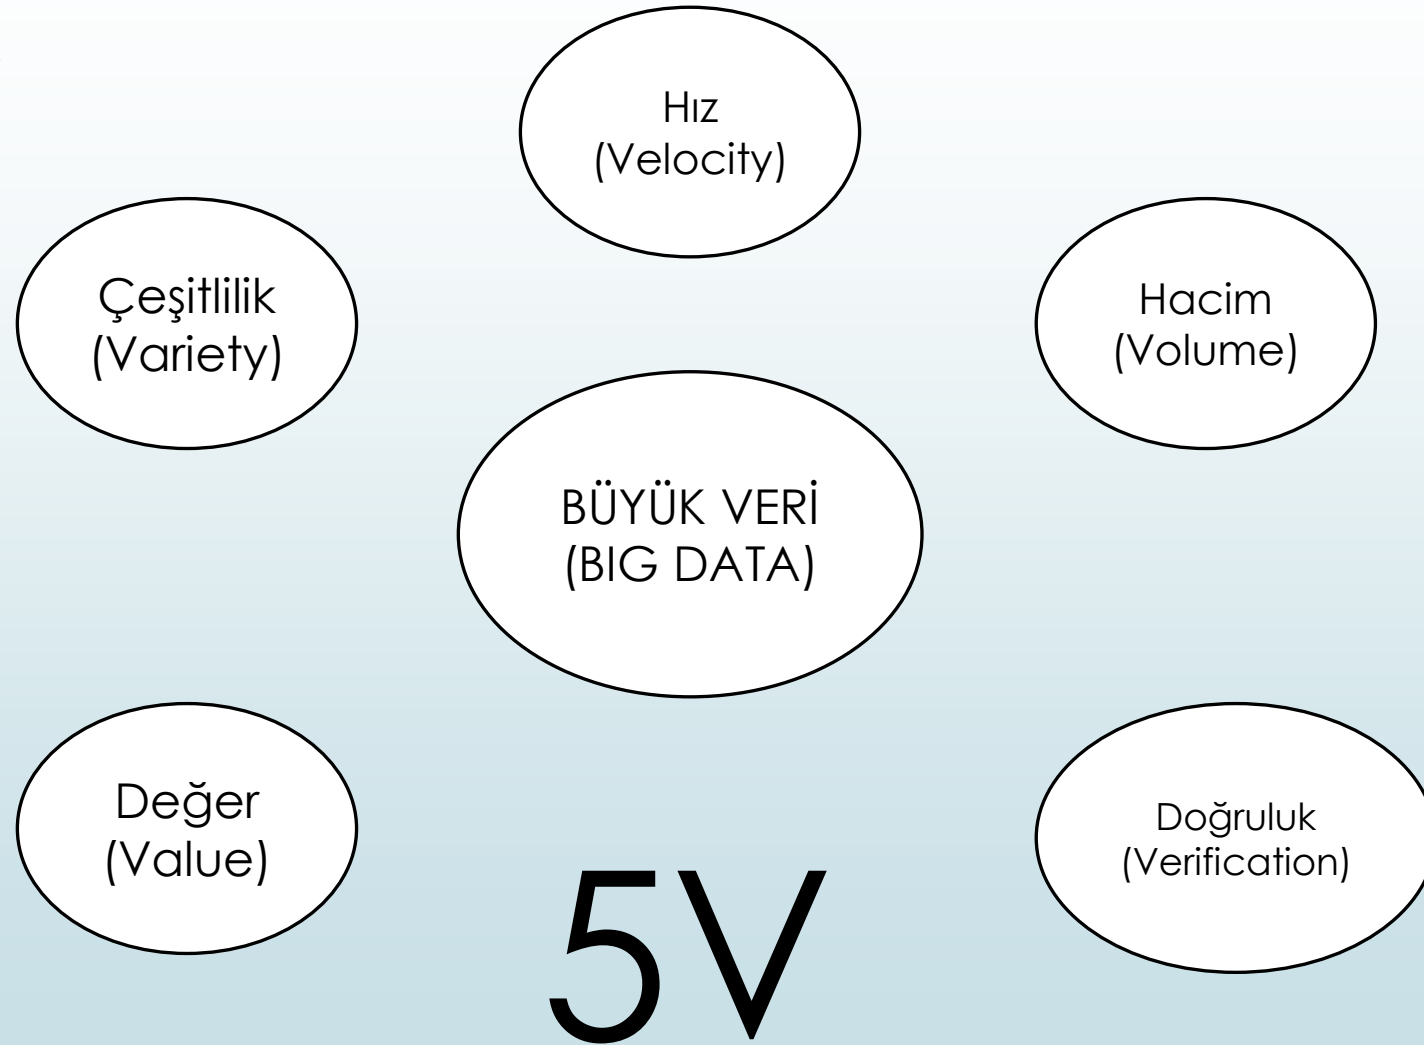 Hız
(Velocity)
Çeşitlilik
(Variety)
Hacim
(Volume)
BÜYÜK VERİ
(BIG DATA)
Değer
(Value)
Doğruluk
(Verification)
5V